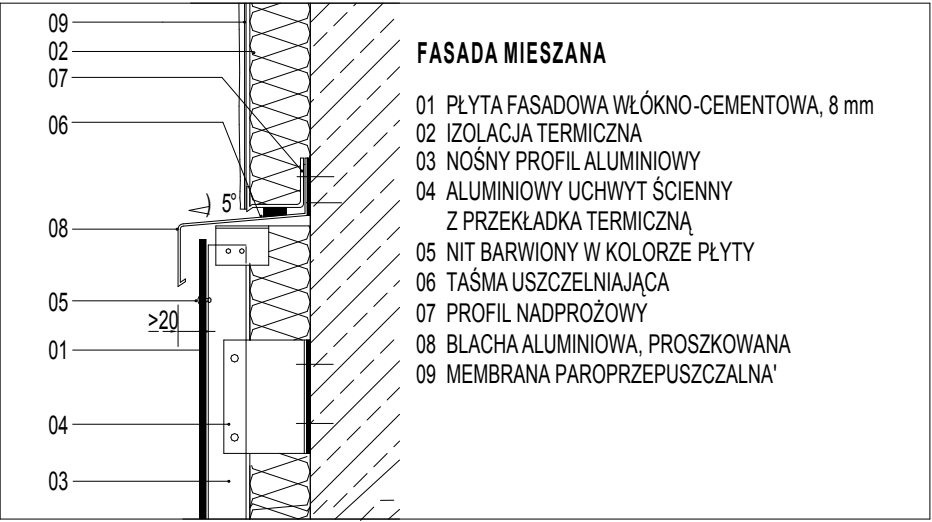 FASADA MIESZANA
01 PŁYTA FASADOWA WŁÓKNO-CEMENTOWA, 8 mm
02 IZOLACJA TERMICZNA
03 NOŚNY PROFIL ALUMINIOWY
04 ALUMINIOWY UCHWYT ŚCIENNY
Z PRZEKŁADKA TERMICZNĄ
05 NIT BARWIONY W KOLORZE PŁYTY
06 TAŚMA USZCZELNIAJĄCA
07 PROFIL NADPROŻOWY
08 BLACHA ALUMINIOWA, PROSZKOWANA
09 MEMBRANA PAROPRZEPUSZCZALNA'
09
02
07
06
5°
08
05
>20
01
04
03